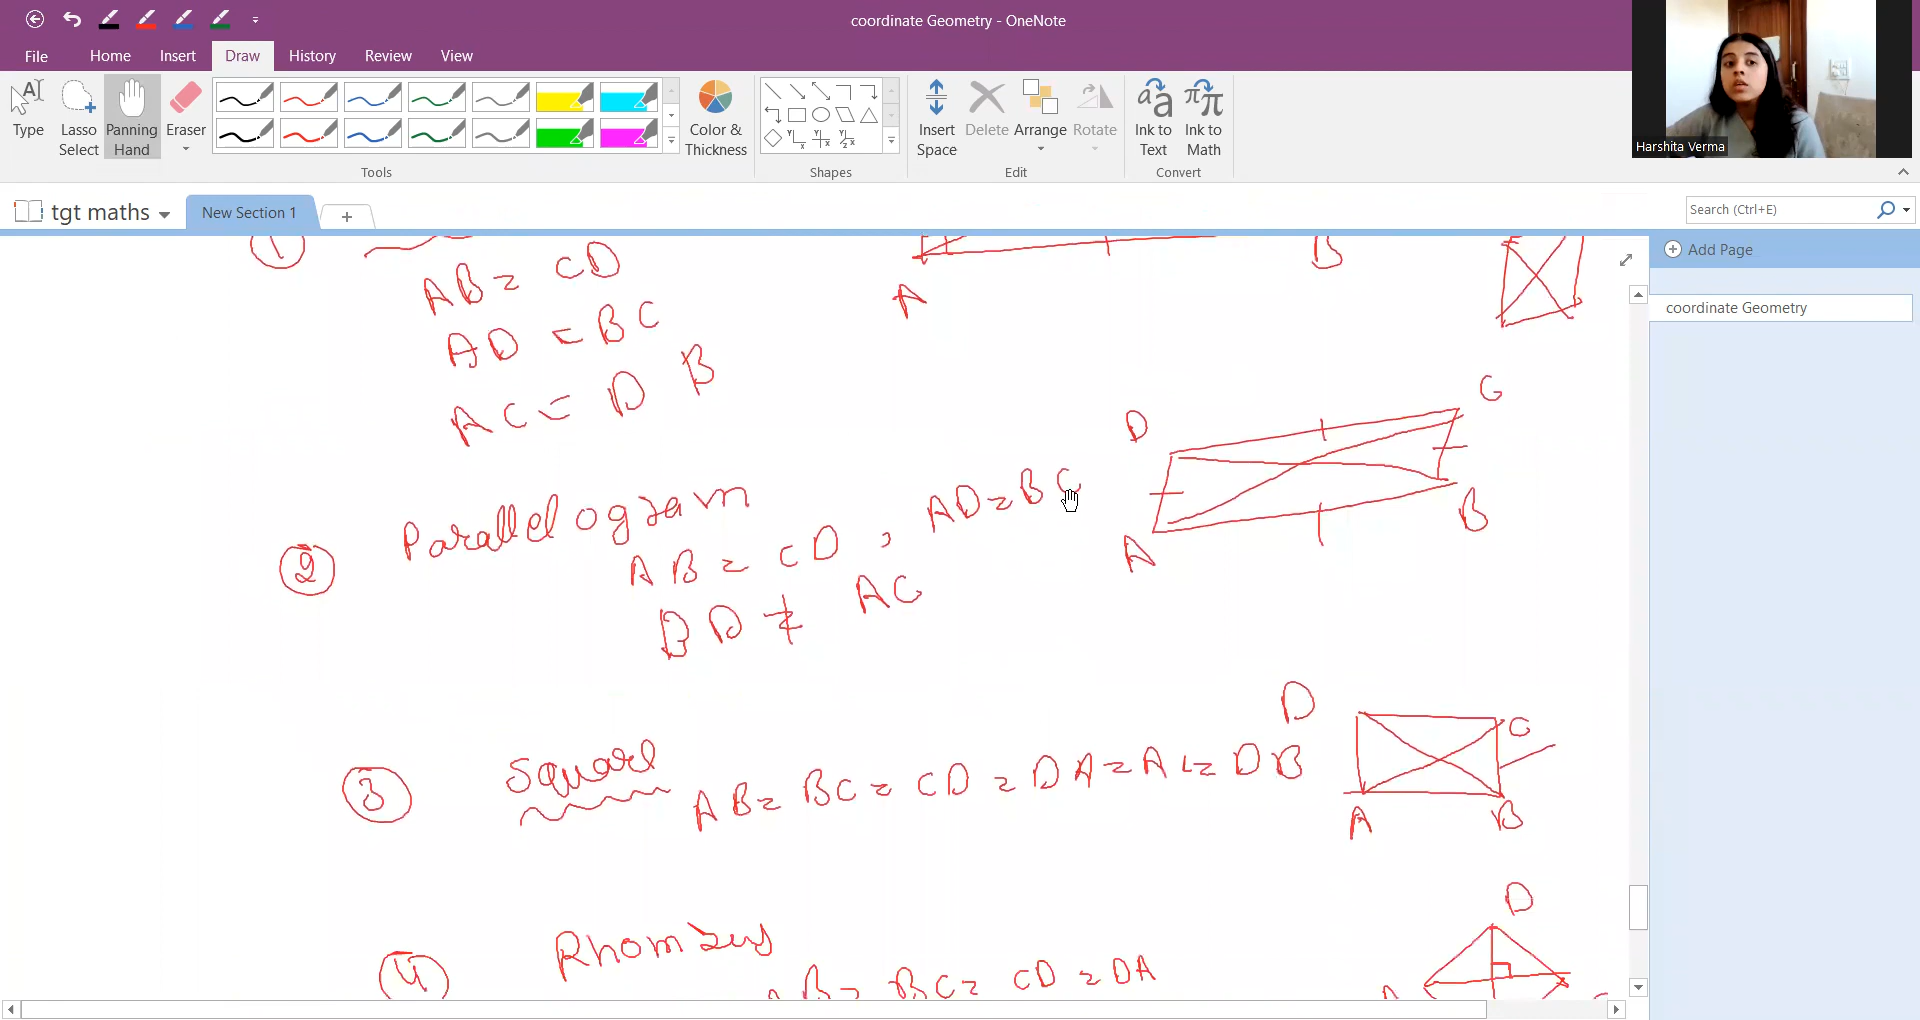 coordinate Geometry - OneNote
File Home Insert Draw History Review View
Type
Lasso Select
Panning Hand
Eraser
Color & Thickness
Insert Space
Delete
Arrange
Rotate
Ink to Text
Ink to Math
Tools
Shapes
Edit
Convert
Harshita Verma
tgt maths
New Section 1
Search (Ctrl+E)
Add Page
coordinate Geometry
1
AB = CD
AD = BC
AC = DB
A B
2 Parallelogram
AB = CD , AD = BC
BD ≠ AC
D C
A B
3 Square AB = BC = CD = DA = AC = DB
D C
A B
4 Rhombus
AB = BC = CD = DA
D
A